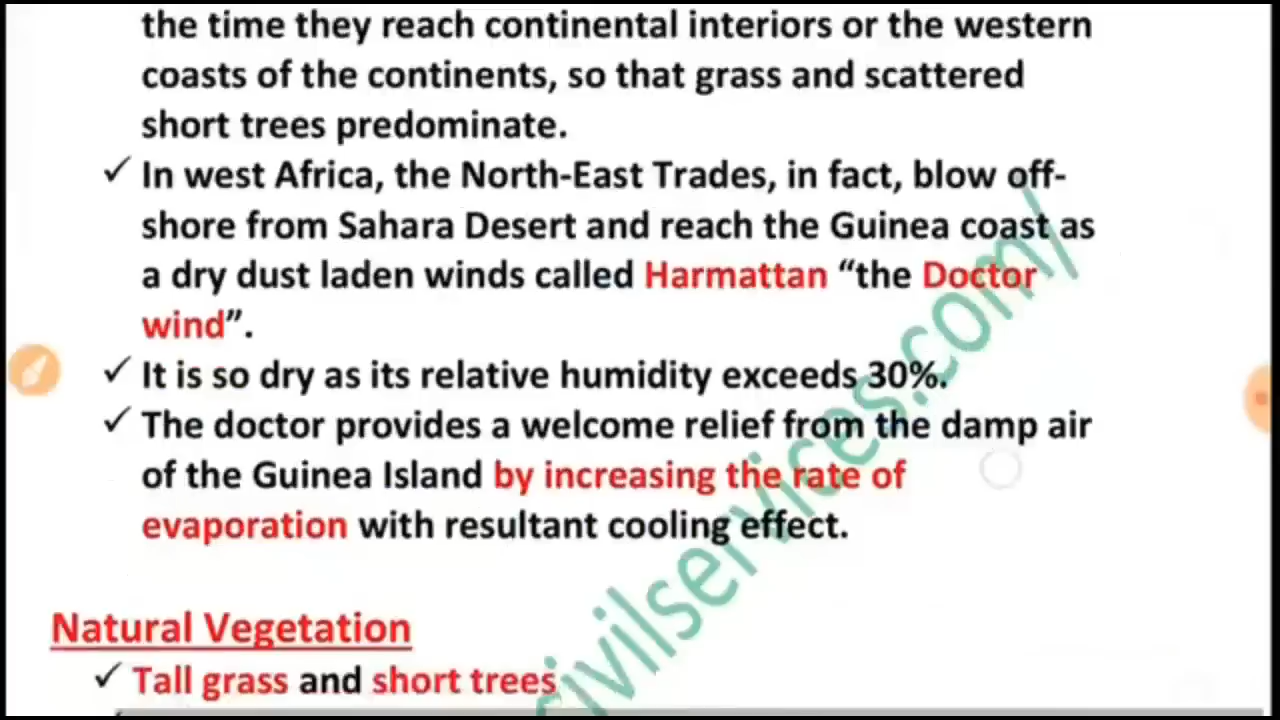 the time they reach continental interiors or the western
coasts of the continents, so that grass and scattered
short trees predominate.
✓ In west Africa, the North-East Trades, in fact, blow off-
shore from Sahara Desert and reach the Guinea coast as
a dry dust laden winds called Harmattan “the Doctor
wind”.
✓ It is so dry as its relative humidity exceeds 30%.
✓ The doctor provides a welcome relief from the damp air
of the Guinea Island by increasing the rate of
evaporation with resultant cooling effect.
Natural Vegetation
✓ Tall grass and short trees
civilservices.com/